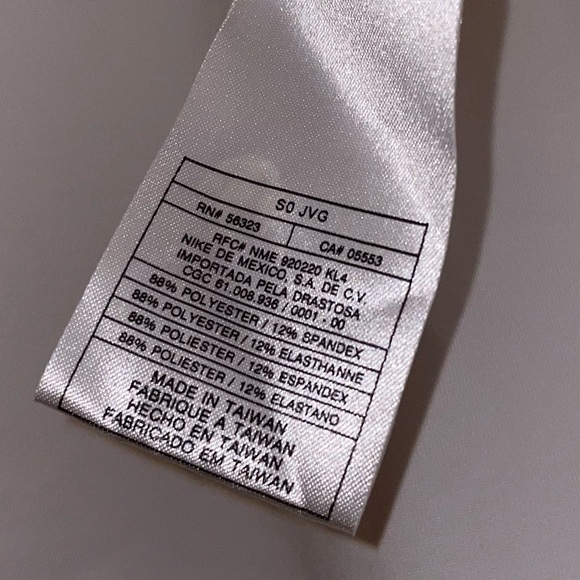 S0 JVG
RN# 56323 CA# 05553
RFC# NME 920220 KL4
NIKE DE MEXICO, S.A. DE C.V.
IMPORTADA PELA DRASTOSA
CGC 61.006.936 / 0001 - 00
88% POLYESTER / 12% SPANDEX
88% POLYESTER / 12% ELASTHANNE
88% POLIESTER / 12% ESPANDEX
88% POLIESTER / 12% ELASTANO
MADE IN TAIWAN
FABRIQUE A TAIWAN
HECHO EN TAIWAN
FABRICADO EM TAIWAN